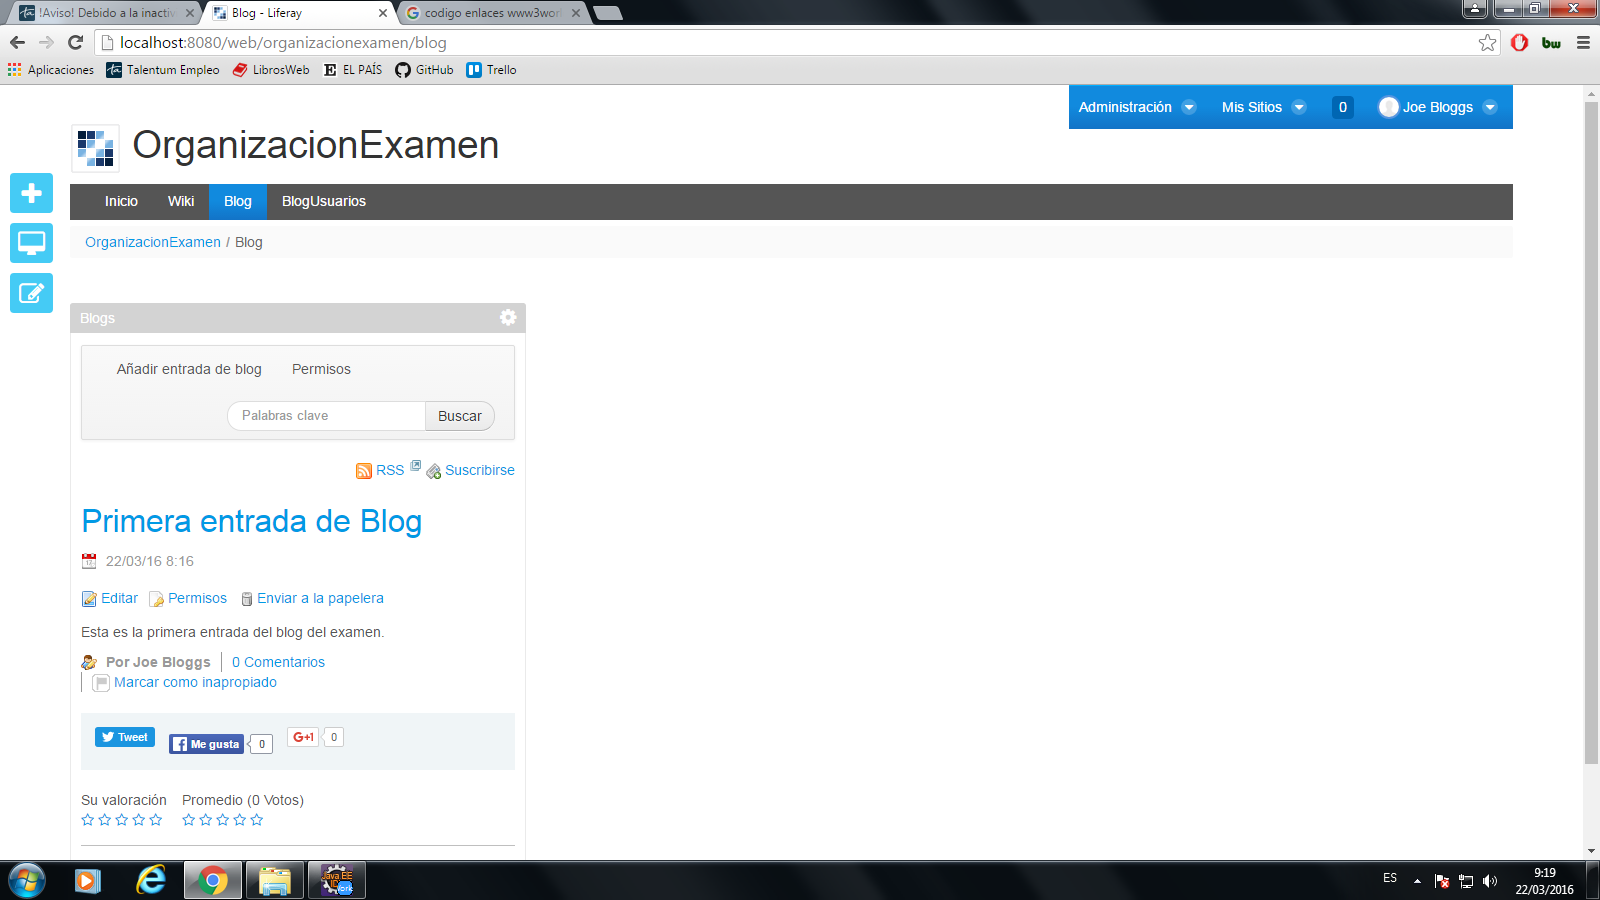 !Aviso! Debido a la inactiv
Blog - Liferay
codigo enlaces www3wor
localhost:8080/web/organizacionexamen/blog
Aplicaciones Talentum Empleo LibrosWeb EL PAÍS GitHub Trello
Administración Mis Sitios 0 Joe Bloggs
OrganizacionExamen
Inicio Wiki Blog BlogUsuarios
OrganizacionExamen / Blog
Blogs
Añadir entrada de blog Permisos
Palabras clave Buscar
RSS Suscribirse
Primera entrada de Blog
22/03/16 8:16
Editar Permisos Enviar a la papelera
Esta es la primera entrada del blog del examen.
Por Joe Bloggs 0 Comentarios
Marcar como inapropiado
Tweet Me gusta 0 G+1 0
Su valoración Promedio (0 Votos)
ES 9:19
22/03/2016